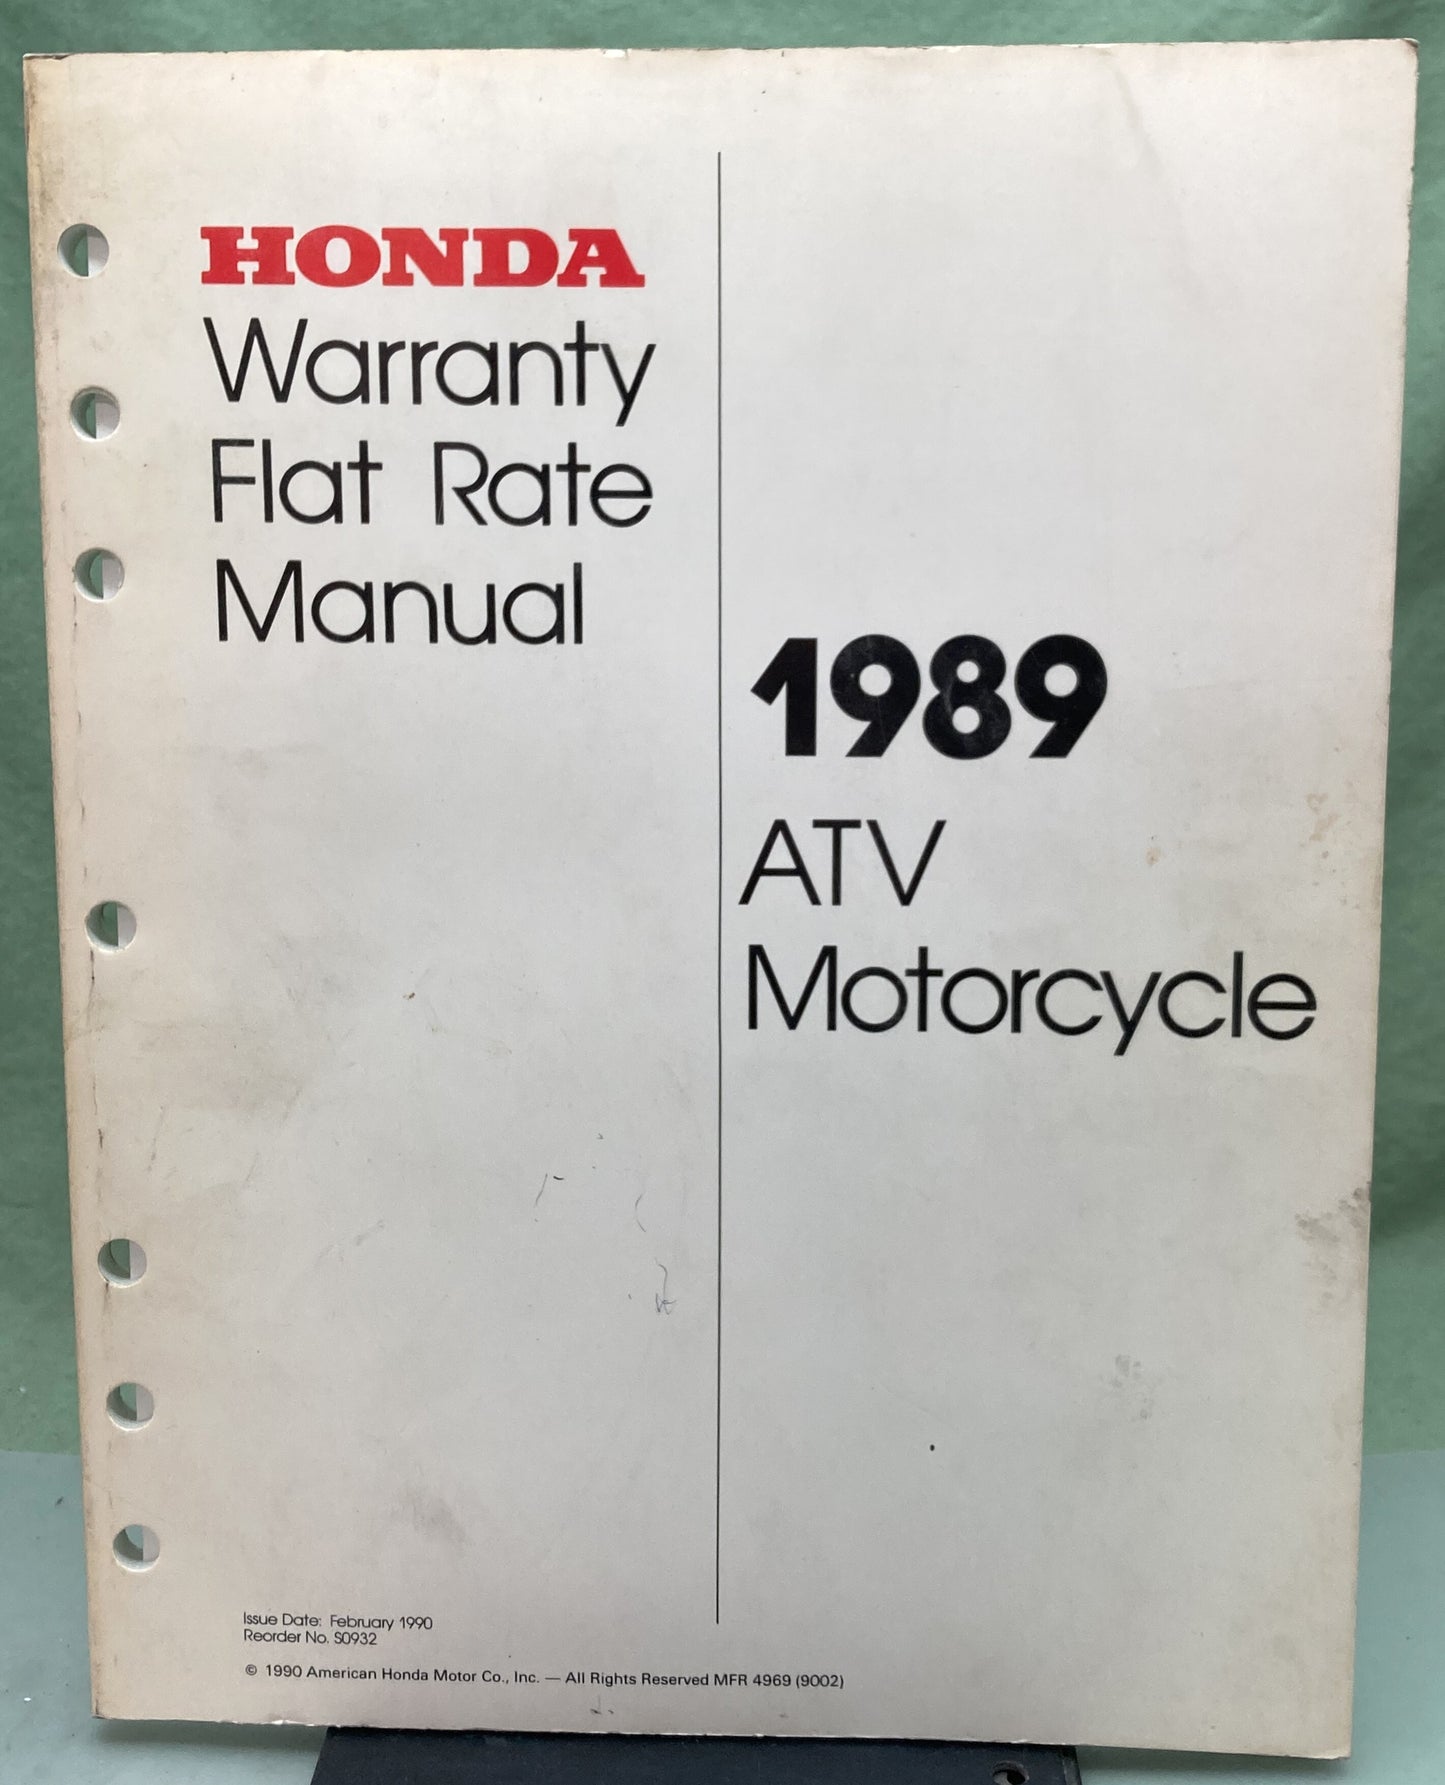 HONDA
Warranty
Flat Rate
Manual
1989
ATV
Motorcycle
Issue Date: February 1990
Reorder No. S0932
© 1990 American Honda Motor Co., Inc. — All Rights Reserved MFR 4969 (9002)